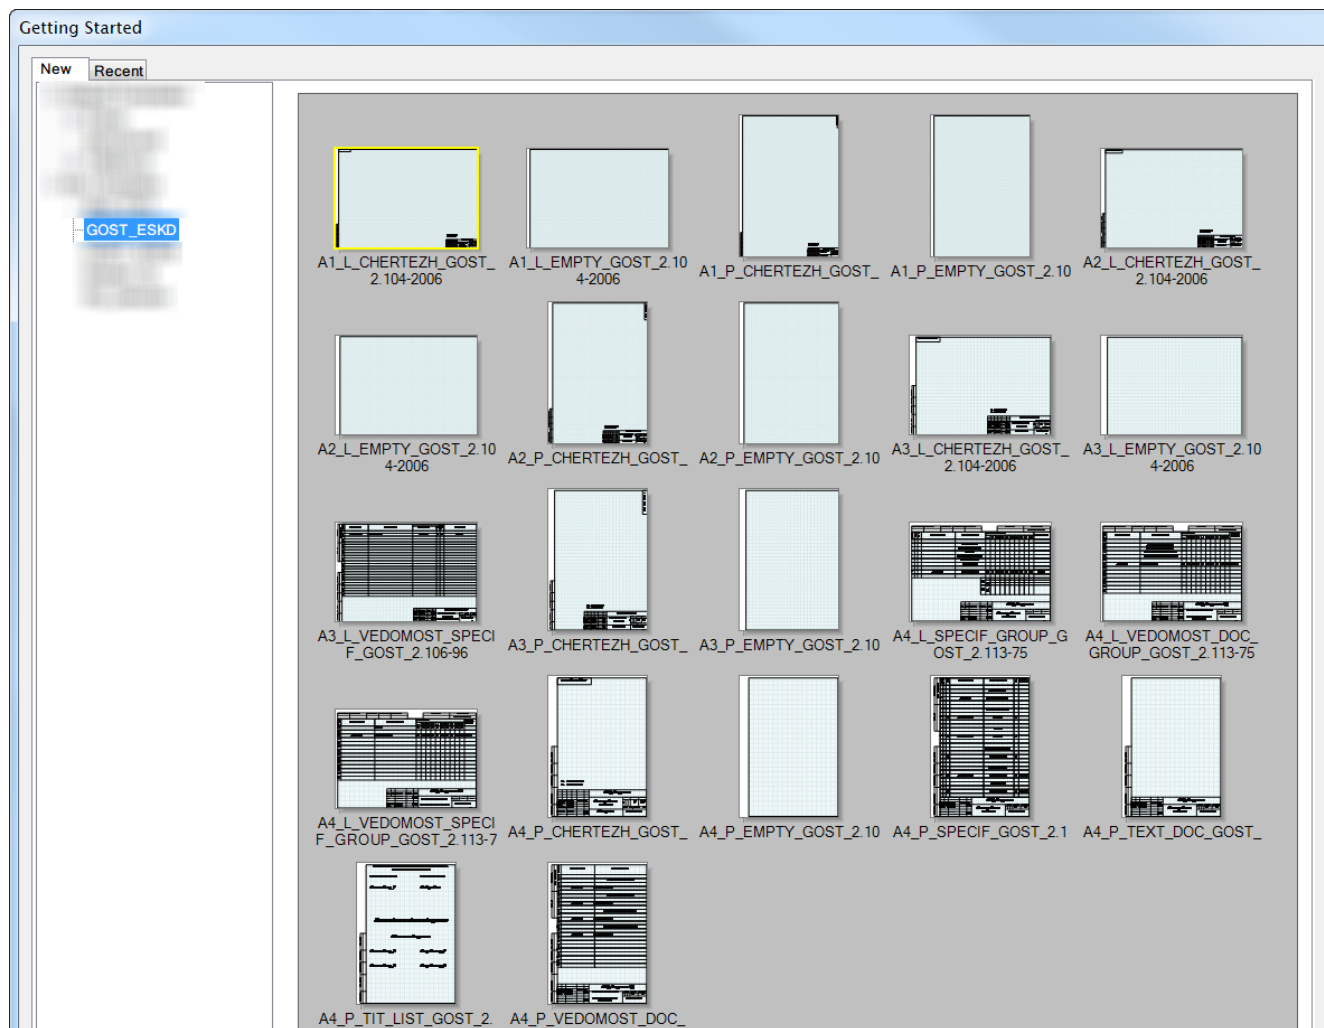 Getting Started
New
Recent
GOST_ESKD
A1_L_CHERTEZH_GOST_
2.104-2006
A1_L_EMPTY_GOST_2.10
4-2006
A1_P_CHERTEZH_GOST_
A1_P_EMPTY_GOST_2.10
A2_L_CHERTEZH_GOST_
2.104-2006
A2_L_EMPTY_GOST_2.10
4-2006
A2_P_CHERTEZH_GOST_
A2_P_EMPTY_GOST_2.10
A3_L_CHERTEZH_GOST_
2.104-2006
A3_L_EMPTY_GOST_2.10
4-2006
A3_L_VEDOMOST_SPECI
F_GOST_2.106-96
A3_P_CHERTEZH_GOST_
A3_P_EMPTY_GOST_2.10
A4_L_SPECIF_GROUP_G
OST_2.113-75
A4_L_VEDOMOST_DOC_
GROUP_GOST_2.113-75
A4_L_VEDOMOST_SPECI
F_GROUP_GOST_2.113-7
A4_P_CHERTEZH_GOST_
A4_P_EMPTY_GOST_2.10
A4_P_SPECIF_GOST_2.1
A4_P_TEXT_DOC_GOST_
A4_P_TIT_LIST_GOST_2.
A4_P_VEDOMOST_DOC_